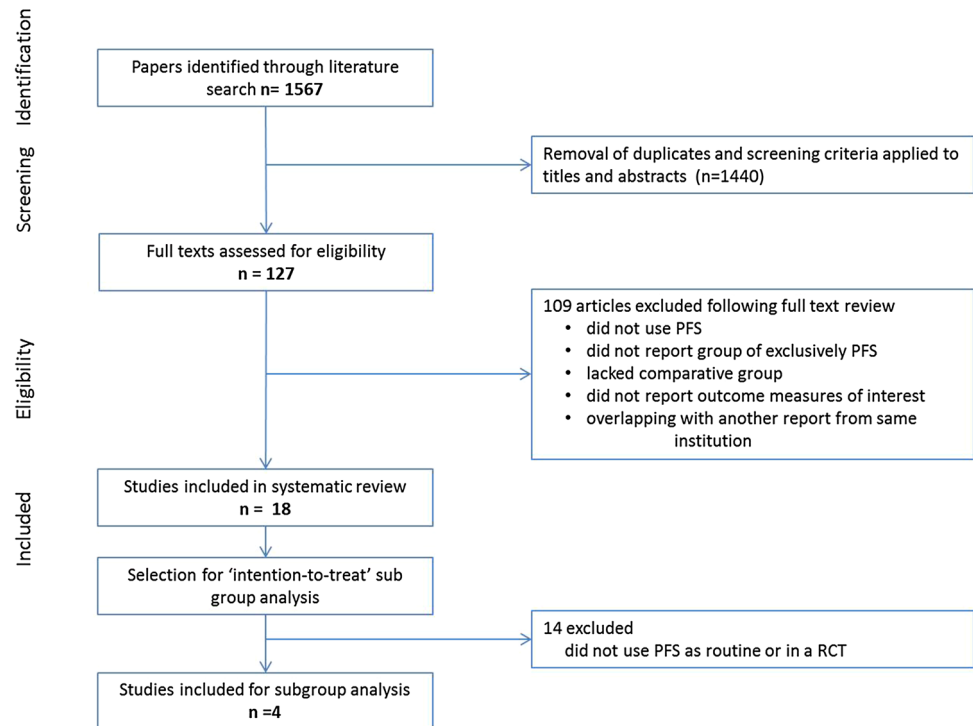 Identification
Papers identified through literature
search n= 1567
Screening
Removal of duplicates and screening criteria applied to
titles and abstracts (n=1440)
Full texts assessed for eligibility
n = 127
Eligibility
109 articles excluded following full text review
• did not use PFS
• did not report group of exclusively PFS
• lacked comparative group
• did not report outcome measures of interest
• overlapping with another report from same
institution
Included
Studies included in systematic review
n = 18
Selection for ‘intention-to-treat’ sub
group analysis
14 excluded
did not use PFS as routine or in a RCT
Studies included for subgroup analysis
n =4